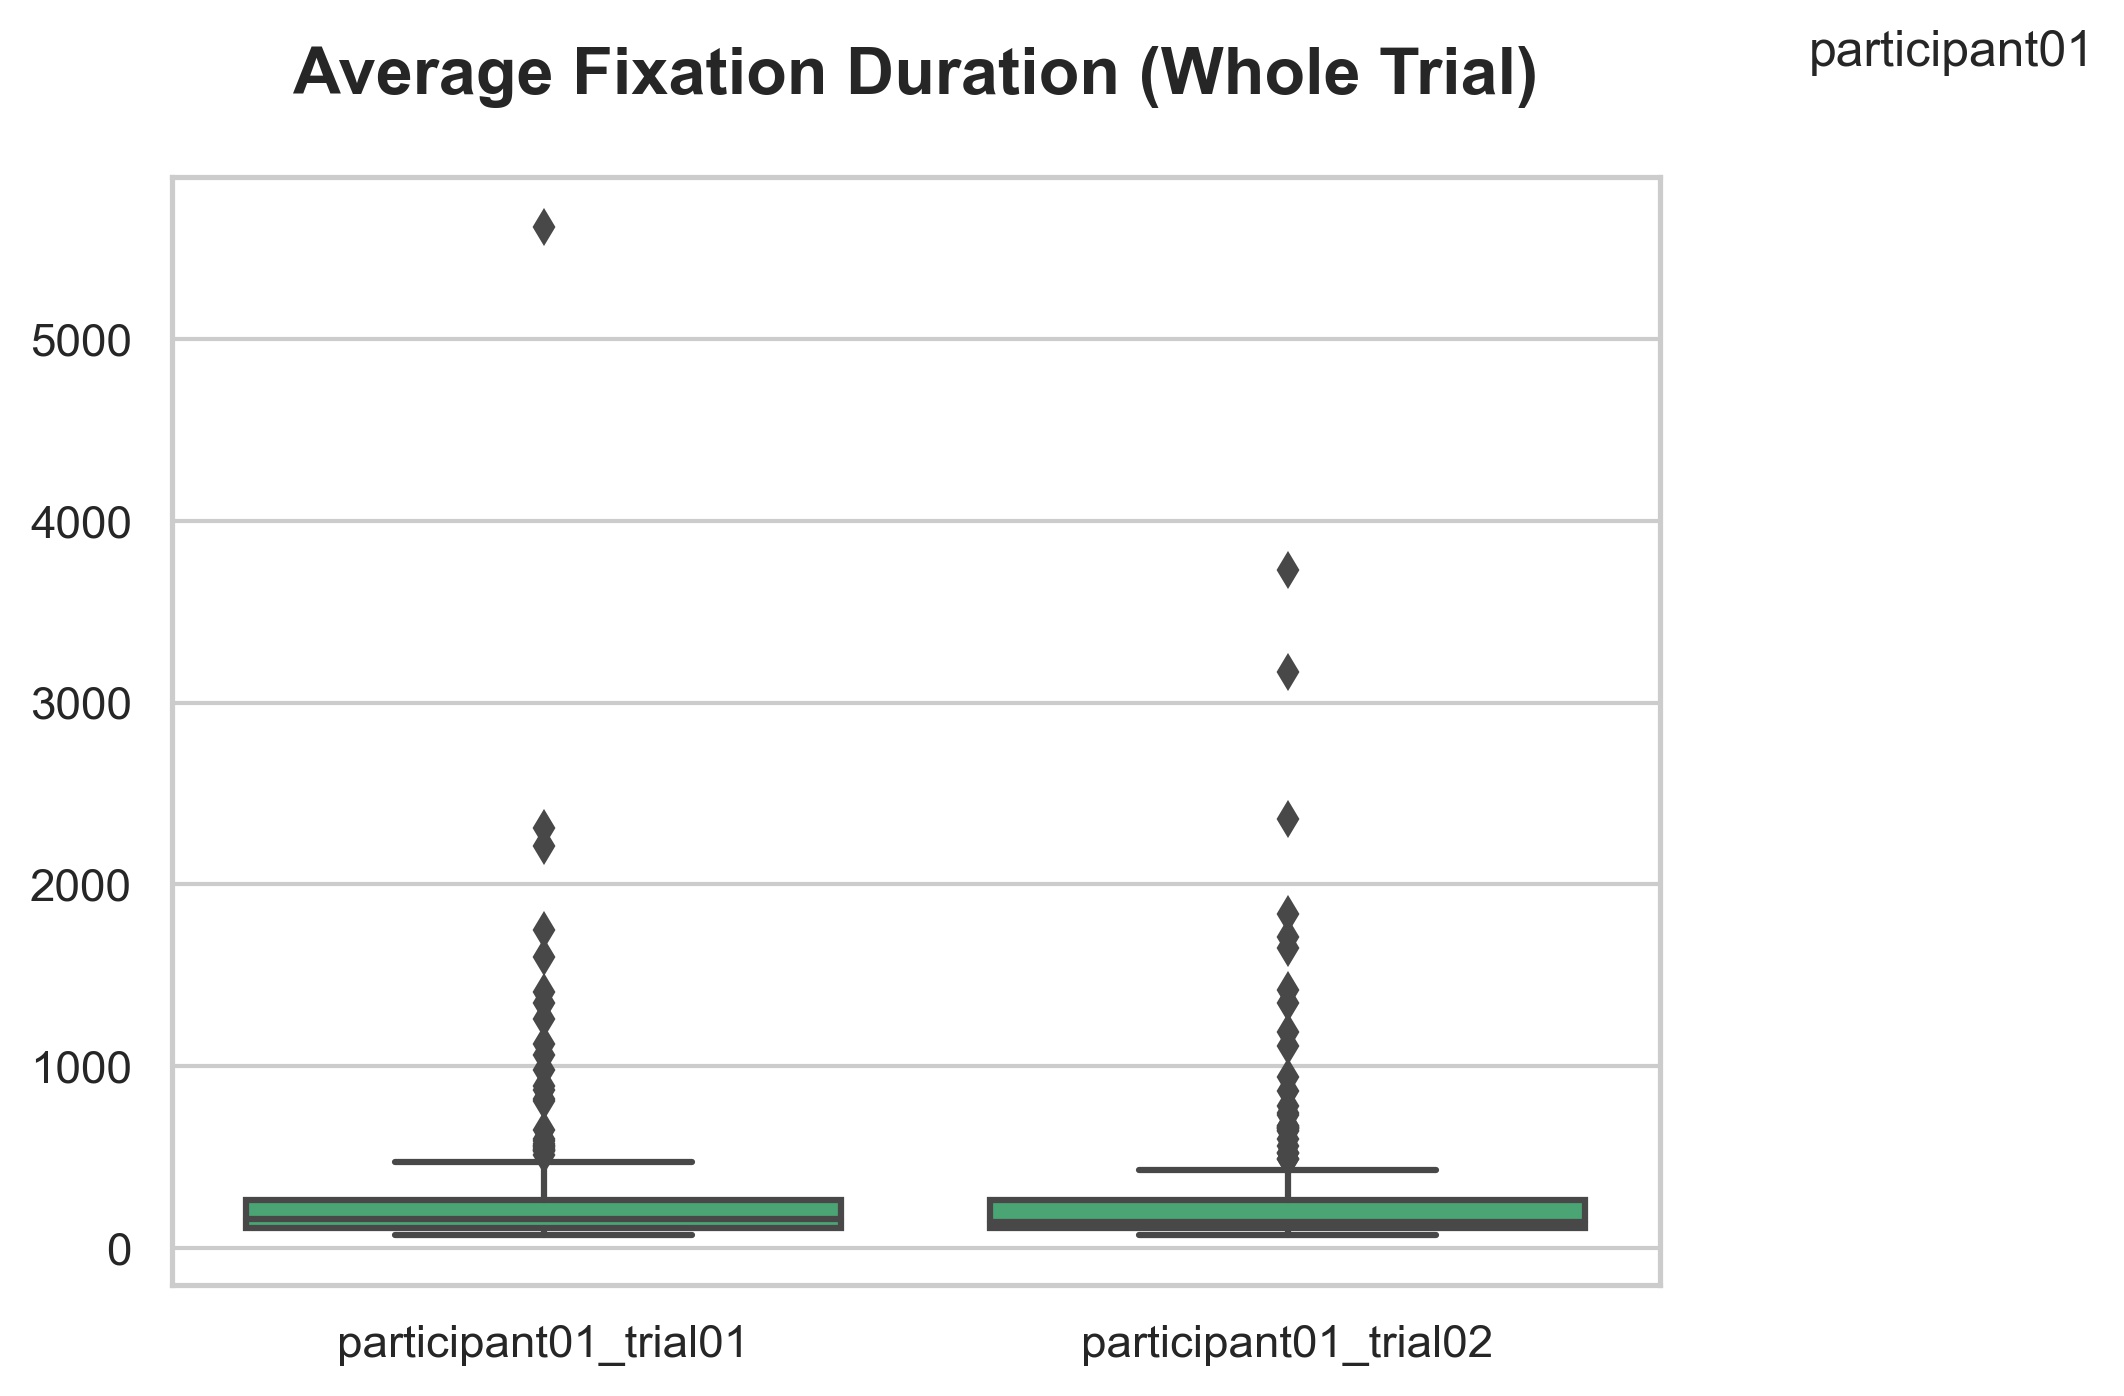 participant01
Average Fixation Duration (Whole Trial)
5000
4000
3000
2000
1000
0
participant01_trial01
participant01_trial02